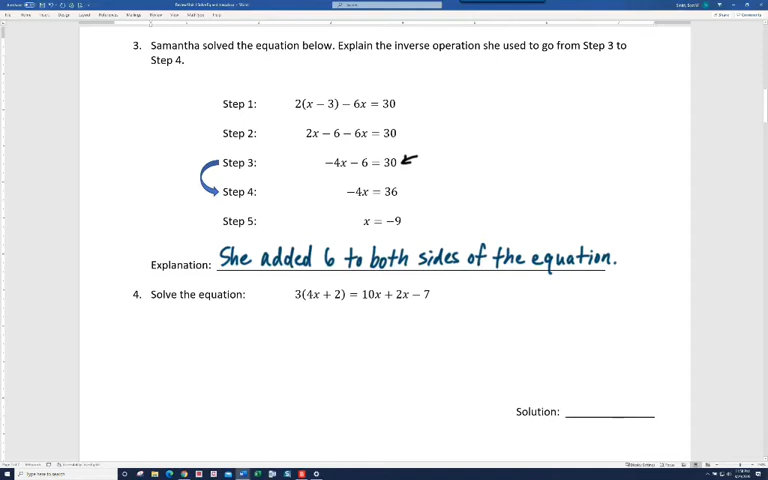 3. Samantha solved the equation below. Explain the inverse operation she used to go from Step 3 to
Step 4.
Step 1: 2(x − 3) − 6x = 30
Step 2: 2x − 6 − 6x = 30
Step 3: −4x − 6 = 30
Step 4: −4x = 36
Step 5: x = −9
Explanation: She added 6 to both sides of the equation.
4. Solve the equation: 3(4x + 2) = 10x + 2x − 7
Solution: